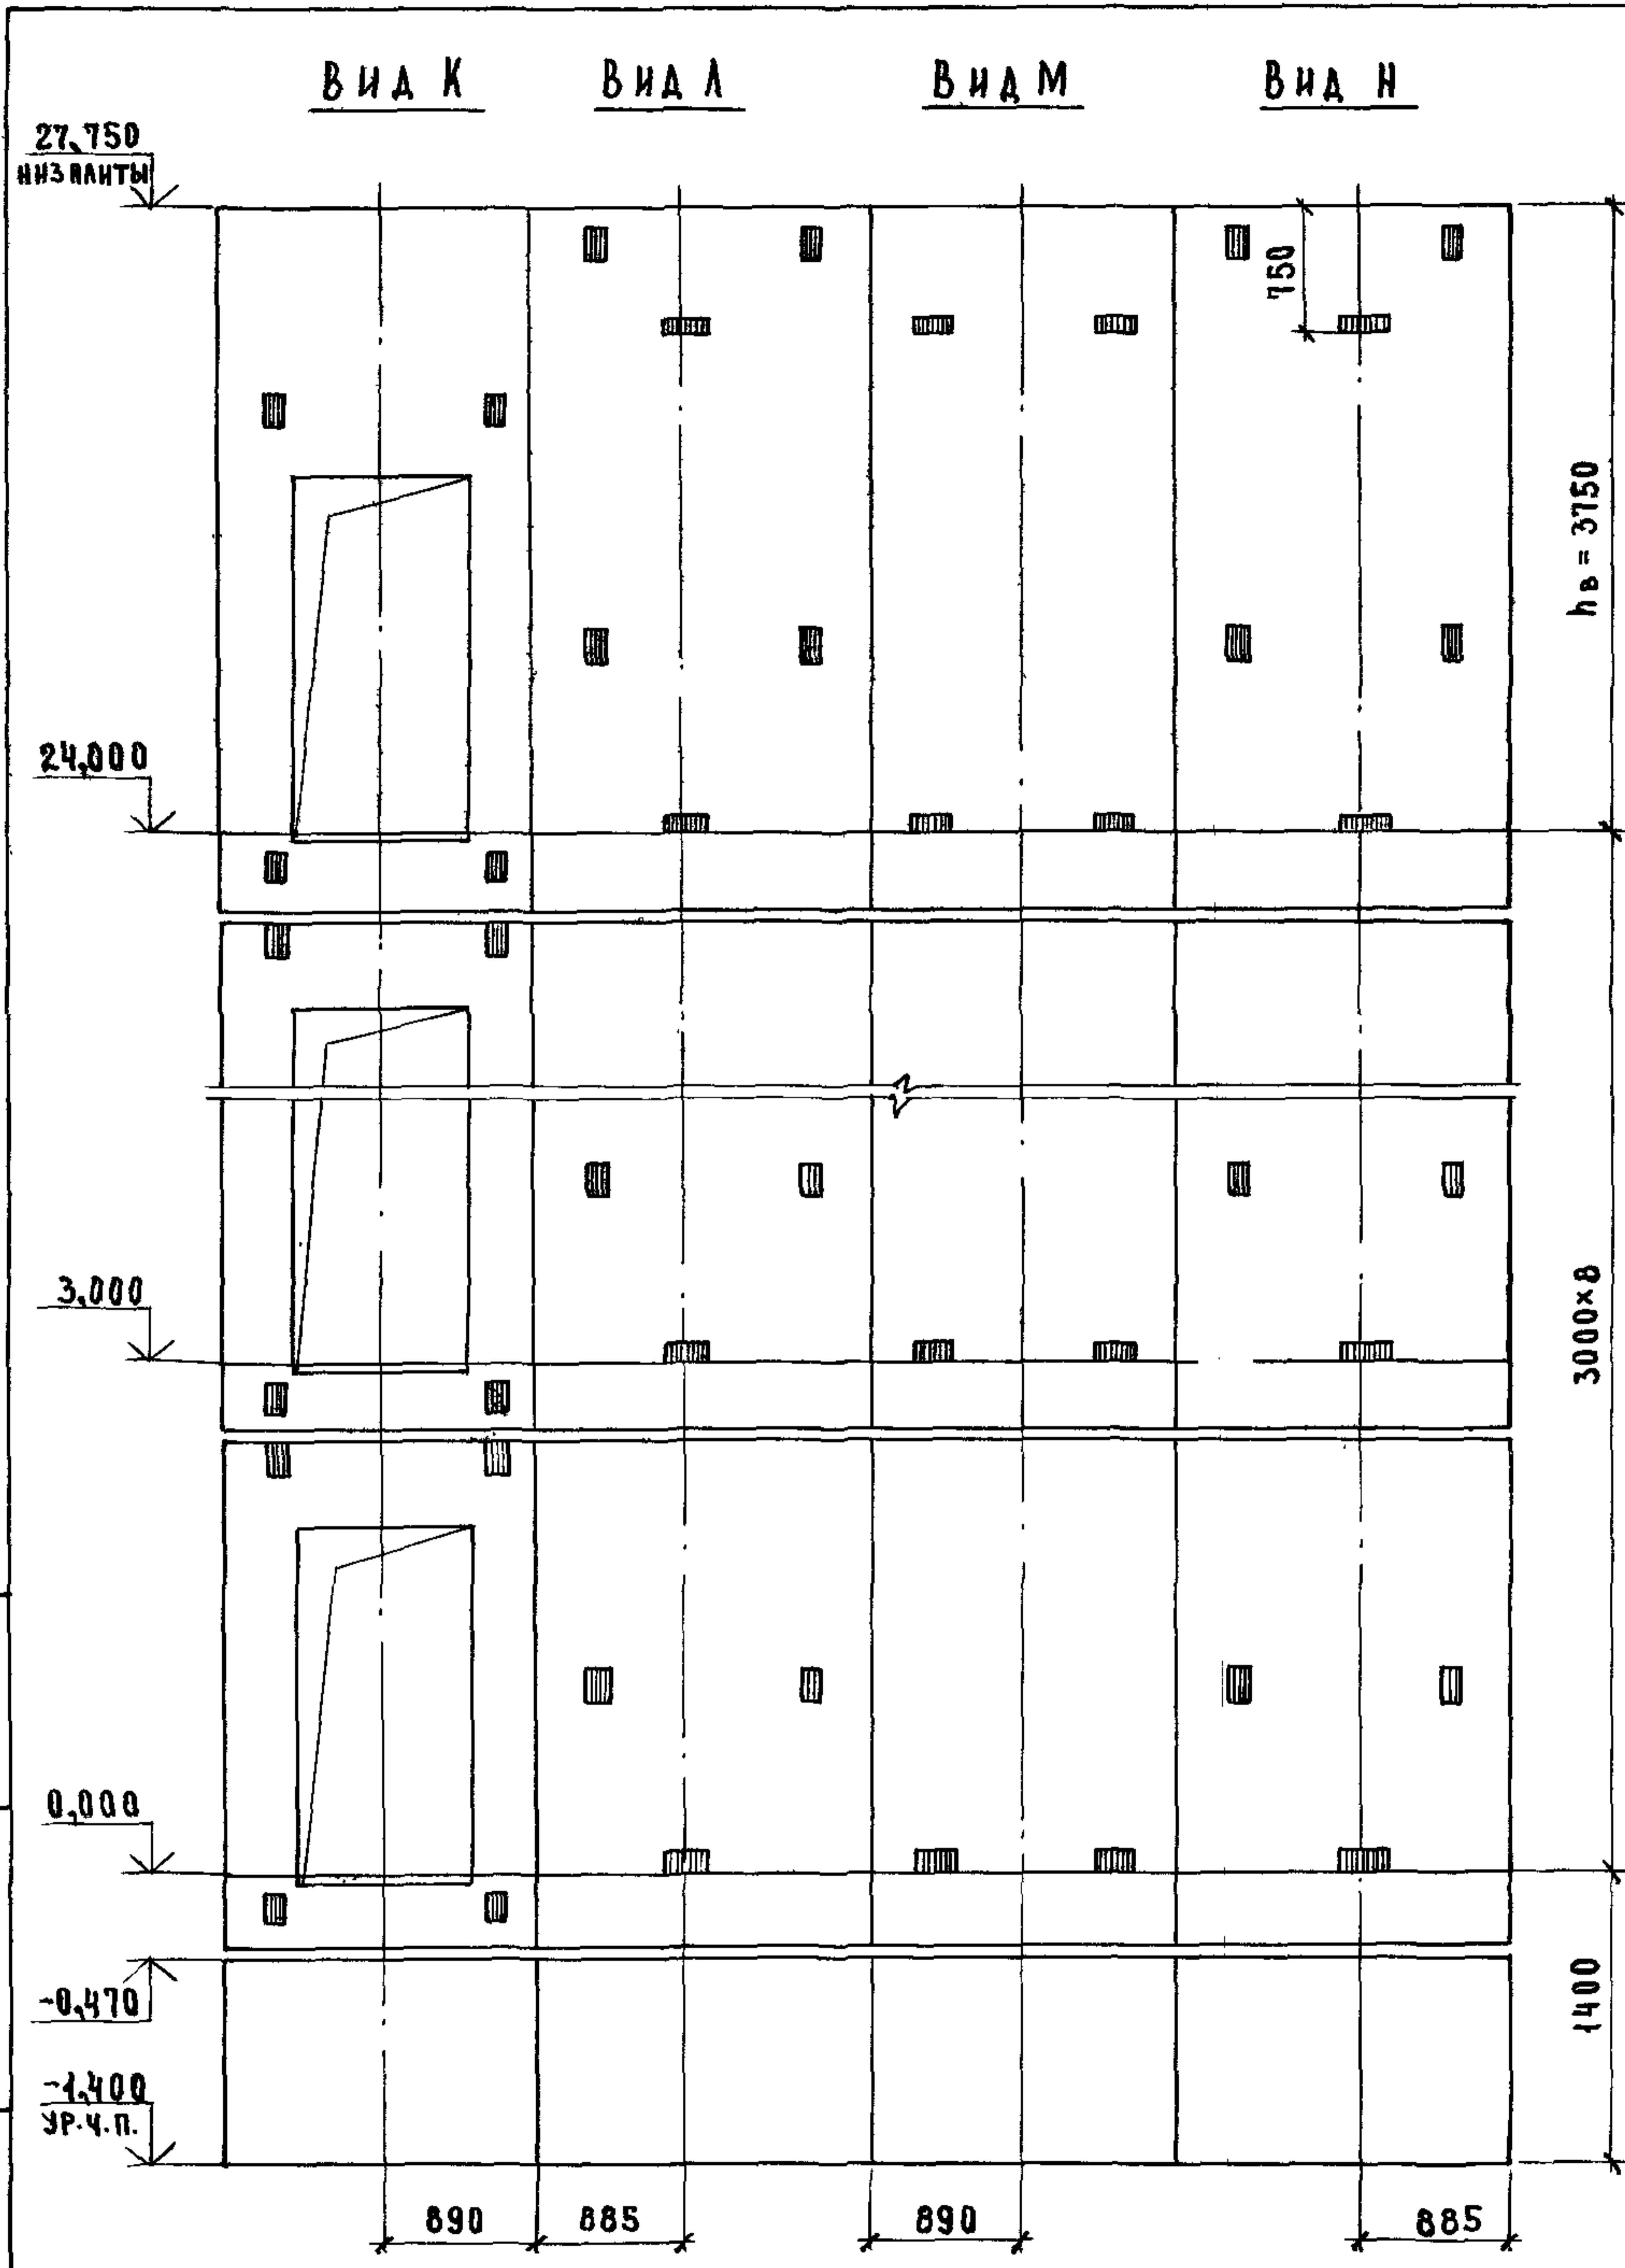 ВИД К ВИД Л ВИД М ВИД Н
27,750
НИЗ ПЛИТЫ
750
hв = 3750
24,000
3,000
3000×8
0,000
-0,470
1400
-1,400
УР.Ч.П.
890 885 890 885